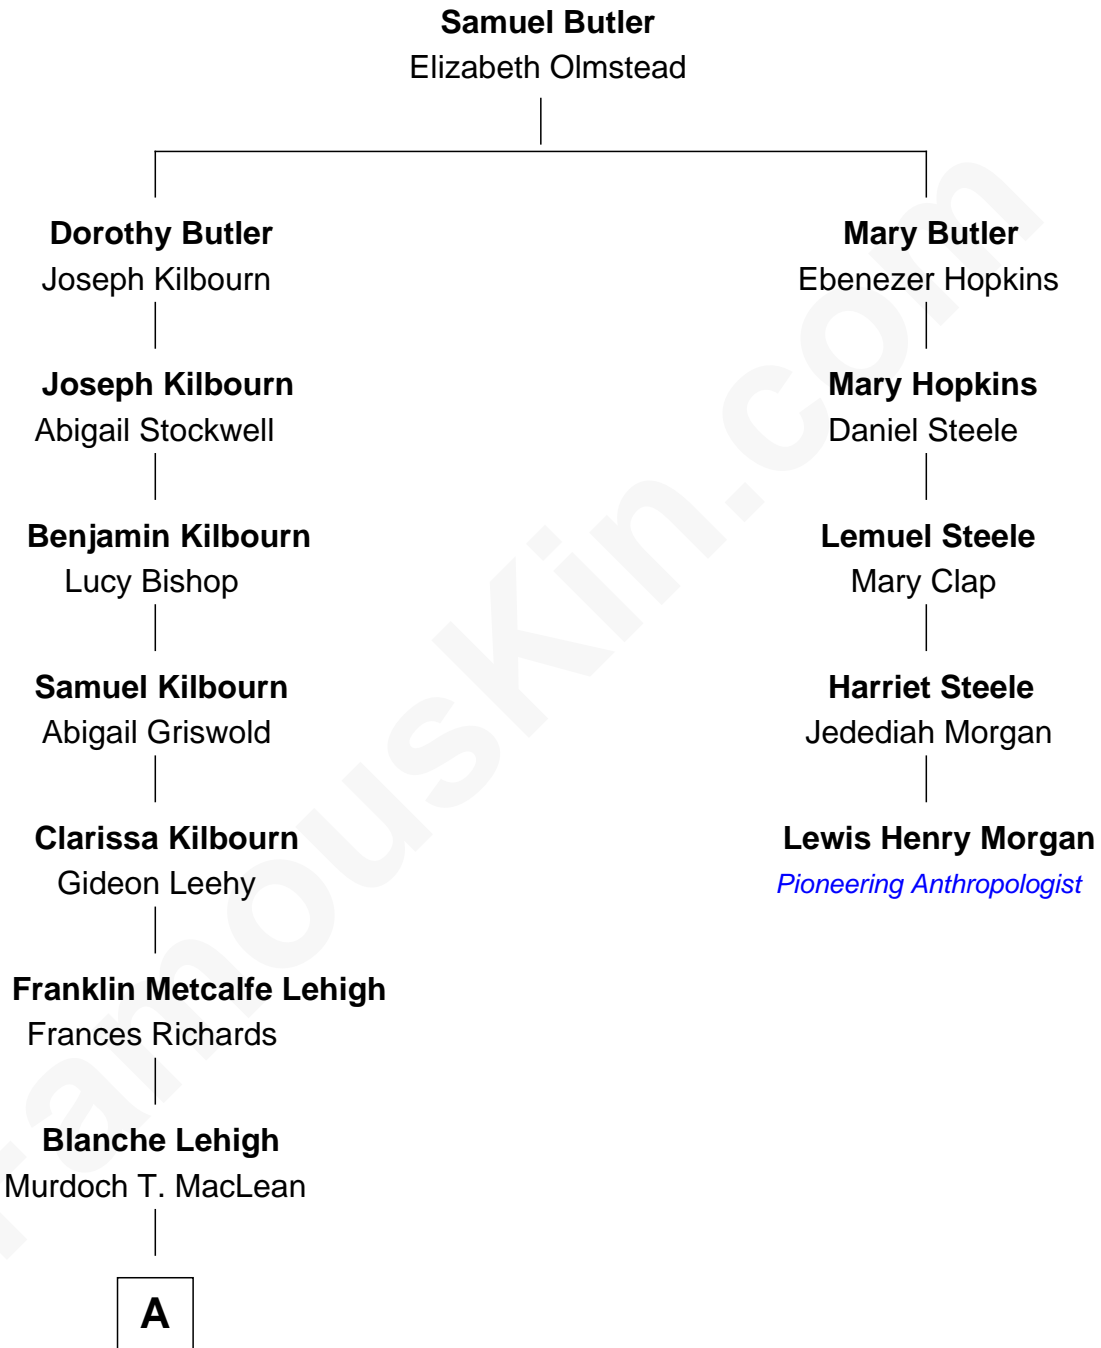 Samuel Butler
Elizabeth Olmstead
Dorothy Butler
Joseph Kilbourn
Mary Butler
Ebenezer Hopkins
Joseph Kilbourn
Abigail Stockwell
Mary Hopkins
Daniel Steele
Benjamin Kilbourn
Lucy Bishop
Lemuel Steele
Mary Clap
Samuel Kilbourn
Abigail Griswold
Harriet Steele
Jedediah Morgan
Clarissa Kilbourn
Gideon Leehy
Lewis Henry Morgan
Pioneering Anthropologist
Franklin Metcalfe Lehigh
Frances Richards
Blanche Lehigh
Murdoch T. MacLean
A
FamousKin.com